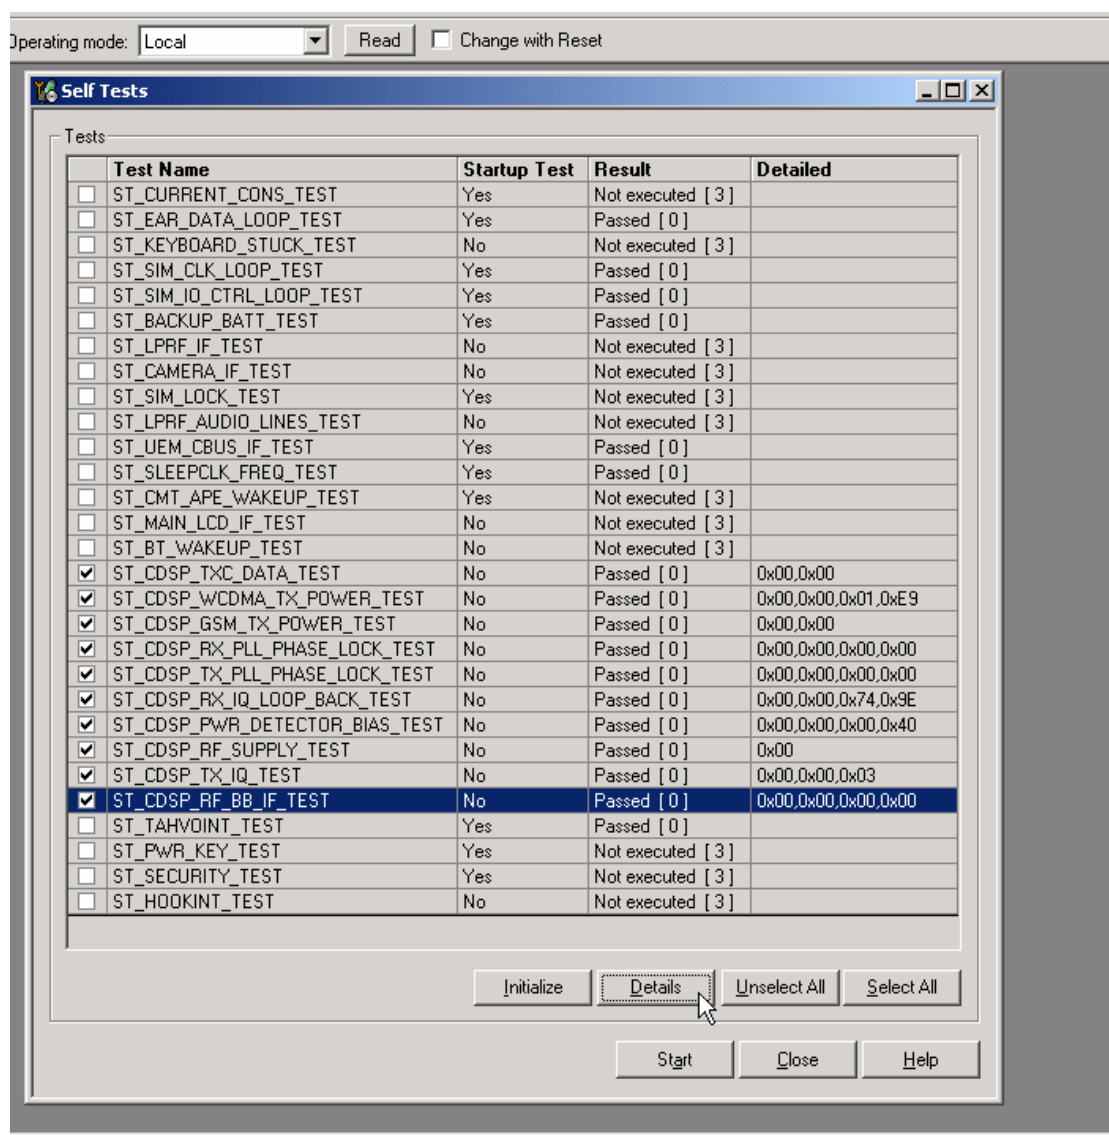 Operating mode: Local Read Change with Reset
Self Tests
Tests
Test Name Startup Test Result Detailed
ST_CURRENT_CONS_TEST Yes Not executed [ 3 ]
ST_EAR_DATA_LOOP_TEST Yes Passed [ 0 ]
ST_KEYBOARD_STUCK_TEST No Not executed [ 3 ]
ST_SIM_CLK_LOOP_TEST Yes Passed [ 0 ]
ST_SIM_IO_CTRL_LOOP_TEST Yes Passed [ 0 ]
ST_BACKUP_BATT_TEST Yes Passed [ 0 ]
ST_LPRF_IF_TEST No Not executed [ 3 ]
ST_CAMERA_IF_TEST No Not executed [ 3 ]
ST_SIM_LOCK_TEST Yes Not executed [ 3 ]
ST_LPRF_AUDIO_LINES_TEST No Not executed [ 3 ]
ST_UEM_CBUS_IF_TEST Yes Passed [ 0 ]
ST_SLEEPCLK_FREQ_TEST Yes Passed [ 0 ]
ST_CMT_APE_WAKEUP_TEST Yes Not executed [ 3 ]
ST_MAIN_LCD_IF_TEST No Not executed [ 3 ]
ST_BT_WAKEUP_TEST No Not executed [ 3 ]
ST_CDSP_TXC_DATA_TEST No Passed [ 0 ] 0x00,0x00
ST_CDSP_WCDMA_TX_POWER_TEST No Passed [ 0 ] 0x00,0x00,0x01,0xE9
ST_CDSP_GSM_TX_POWER_TEST No Passed [ 0 ] 0x00,0x00
ST_CDSP_RX_PLL_PHASE_LOCK_TEST No Passed [ 0 ] 0x00,0x00,0x00,0x00
ST_CDSP_TX_PLL_PHASE_LOCK_TEST No Passed [ 0 ] 0x00,0x00,0x00,0x00
ST_CDSP_RX_IQ_LOOP_BACK_TEST No Passed [ 0 ] 0x00,0x00,0x74,0x9E
ST_CDSP_PWR_DETECTOR_BIAS_TEST No Passed [ 0 ] 0x00,0x00,0x00,0x40
ST_CDSP_RF_SUPPLY_TEST No Passed [ 0 ] 0x00
ST_CDSP_TX_IQ_TEST No Passed [ 0 ] 0x00,0x00,0x03
ST_CDSP_RF_BB_IF_TEST No Passed [ 0 ] 0x00,0x00,0x00,0x00
ST_TAHVOINT_TEST Yes Passed [ 0 ]
ST_PWR_KEY_TEST Yes Not executed [ 3 ]
ST_SECURITY_TEST Yes Not executed [ 3 ]
ST_HOOKINT_TEST No Not executed [ 3 ]
Initialize Details Unselect All Select All
Start Close Help